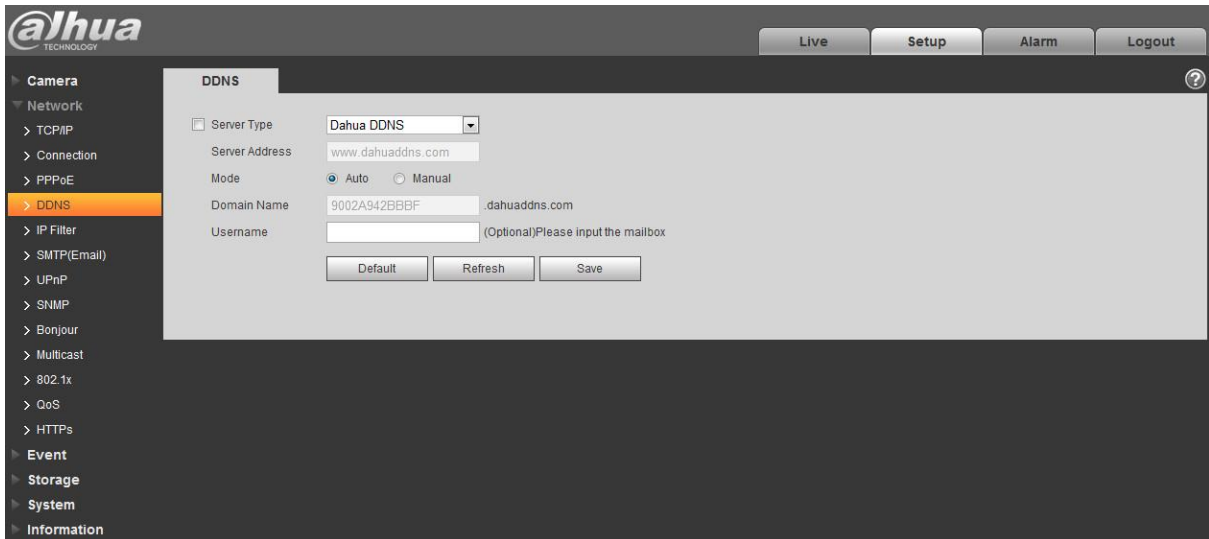 alhua
TECHNOLOGY
Live Setup Alarm Logout
Camera
Network
TCP/IP
Connection
PPPoE
DDNS
IP Filter
SMTP(Email)
UPnP
SNMP
Bonjour
Multicast
802.1x
QoS
HTTPs
Event
Storage
System
Information
DDNS
?
Server Type Dahua DDNS
Server Address www.dahuaddns.com
Mode Auto Manual
Domain Name 9002A942BBBF .dahuaddns.com
Username (Optional)Please input the mailbox
Default Refresh Save